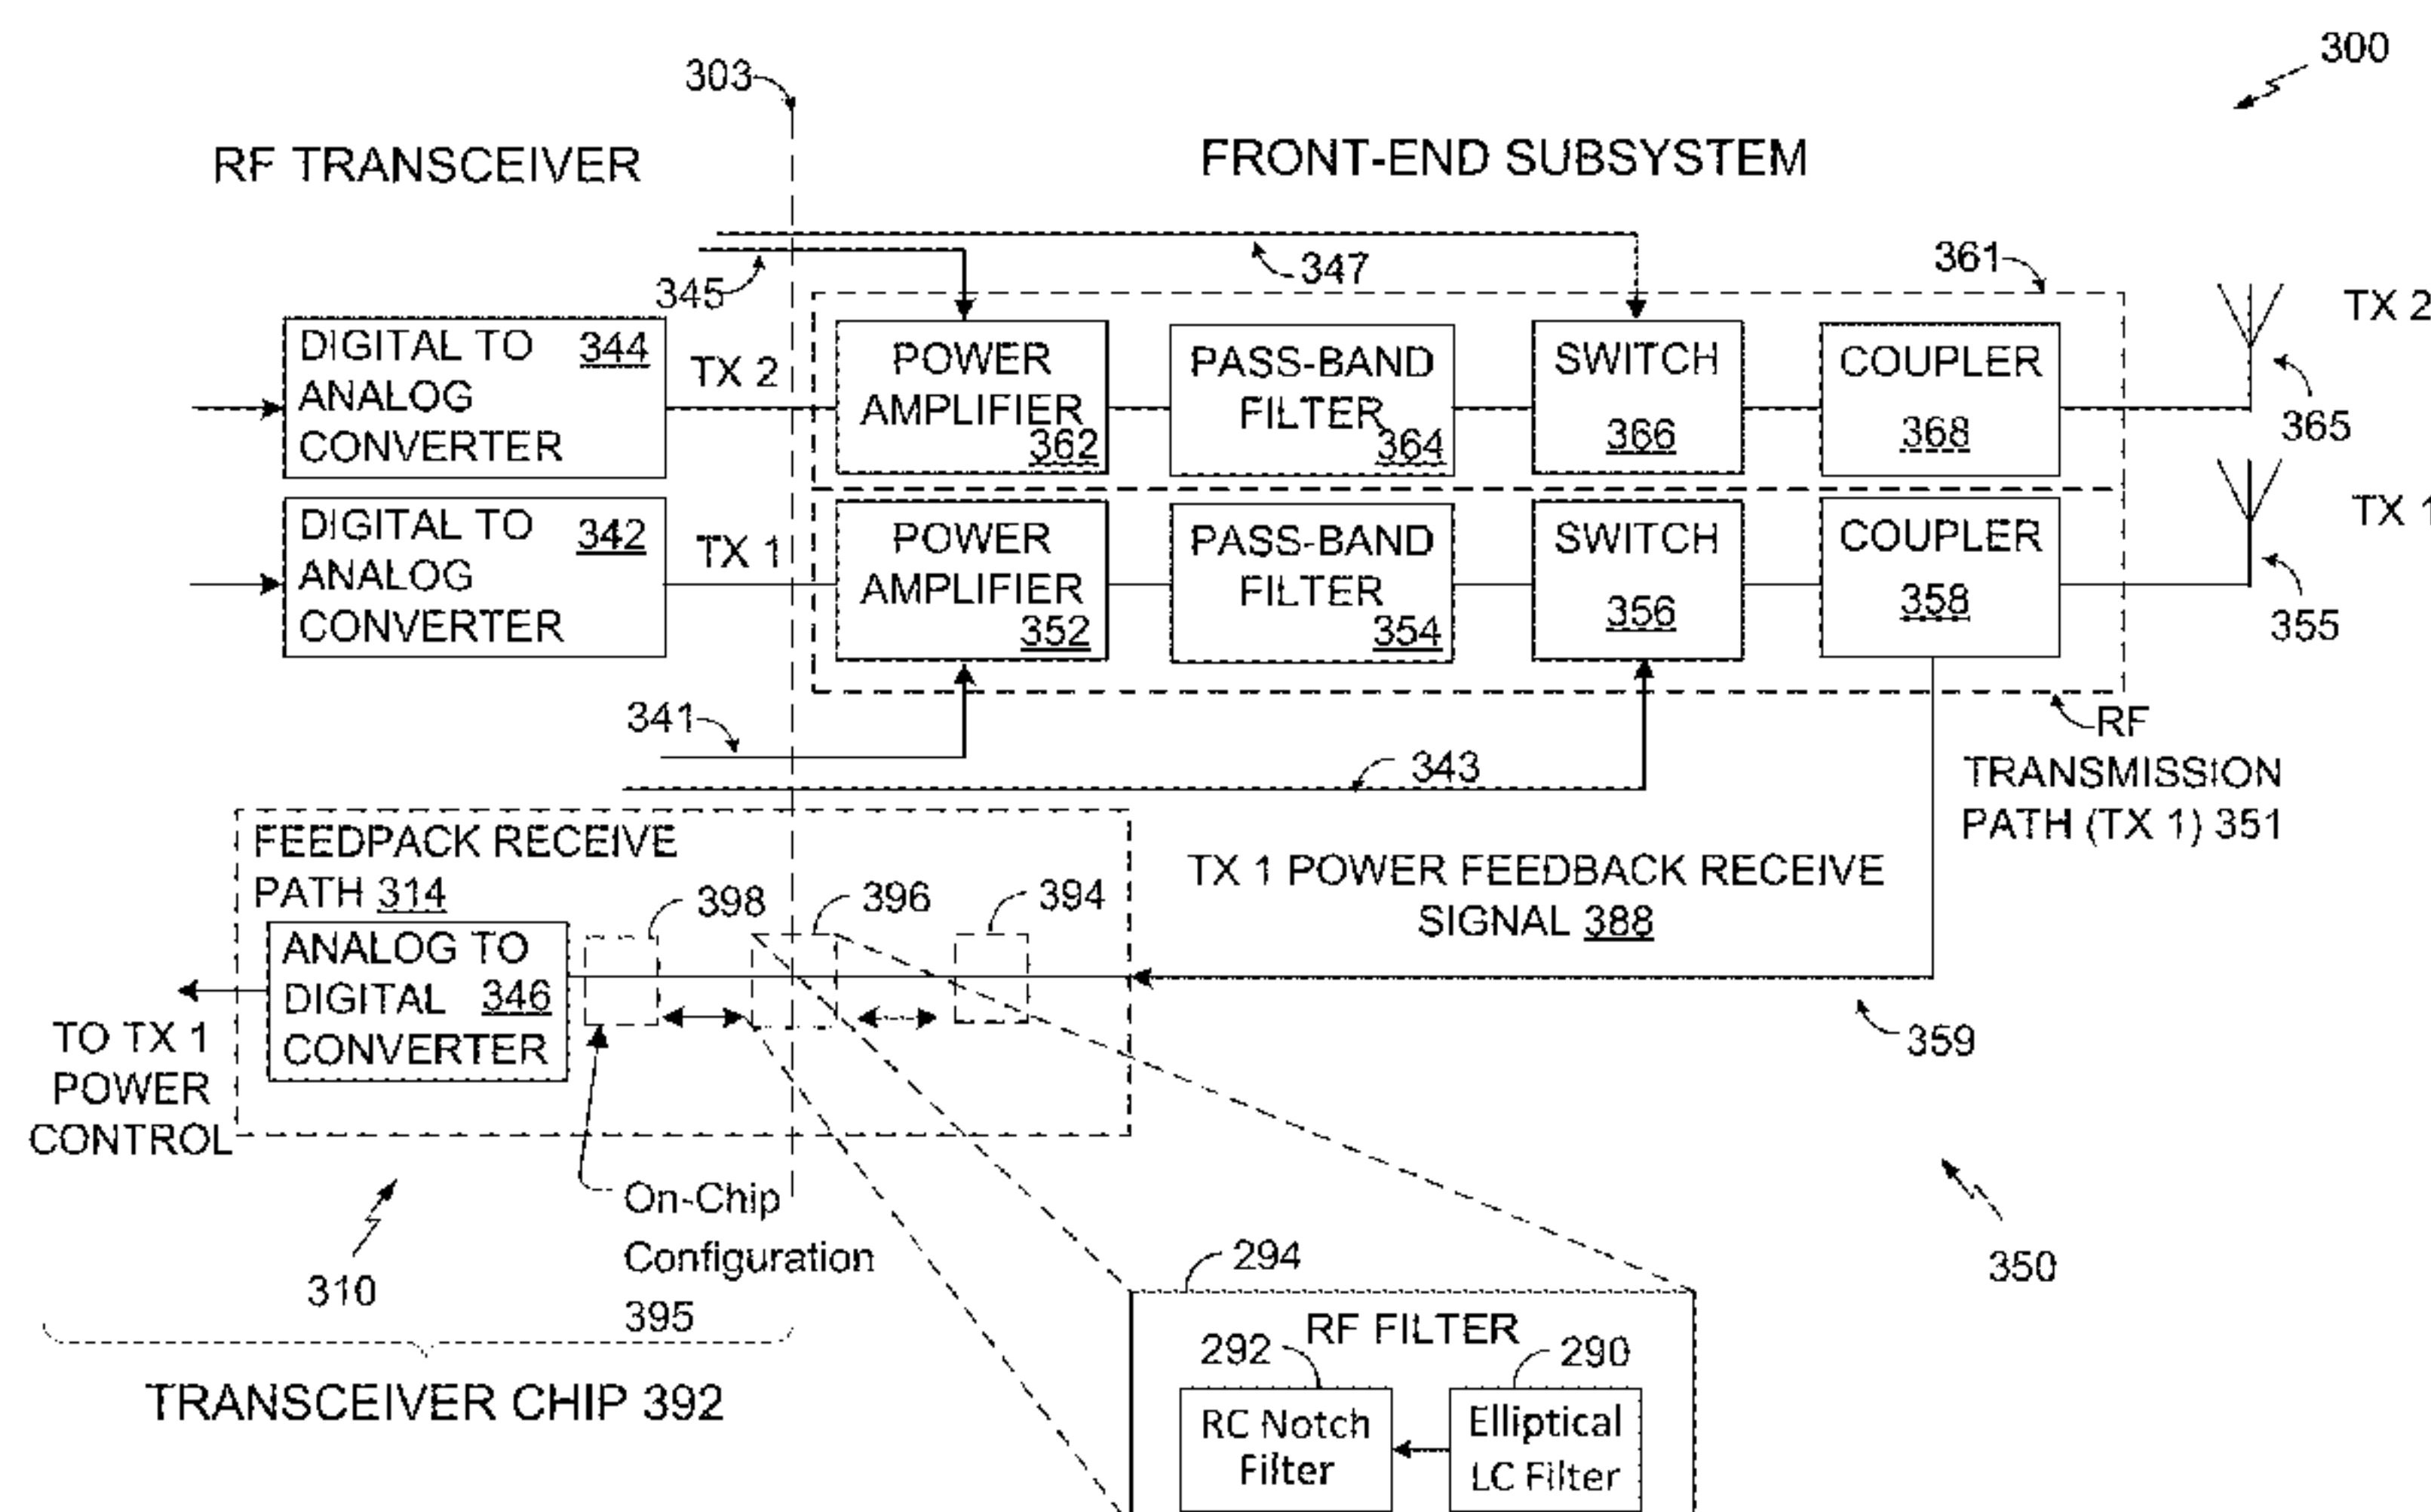 300
303
RF TRANSCEIVER
FRONT-END SUBSYSTEM
345
347
361
TX 2
DIGITAL TO 344
ANALOG
CONVERTER
TX 2
POWER
AMPLIFIER
362
PASS-BAND
FILTER
364
SWITCH
366
COUPLER
368
365
DIGITAL TO 342
ANALOG
CONVERTER
TX 1
POWER
AMPLIFIER
352
PASS-BAND
FILTER
354
SWITCH
356
COUPLER
358
TX 1
355
341
343
RF
TRANSMISSION
PATH (TX 1) 351
FEEDPACK RECEIVE
PATH 314
398
396
394
TX 1 POWER FEEDBACK RECEIVE
SIGNAL 388
ANALOG TO
DIGITAL 346
CONVERTER
359
TO TX 1
POWER
CONTROL
On-Chip
Configuration
395
310
350
TRANSCEIVER CHIP 392
294
RF FILTER
292
290
RC Notch
Filter
Elliptical
LC Filter